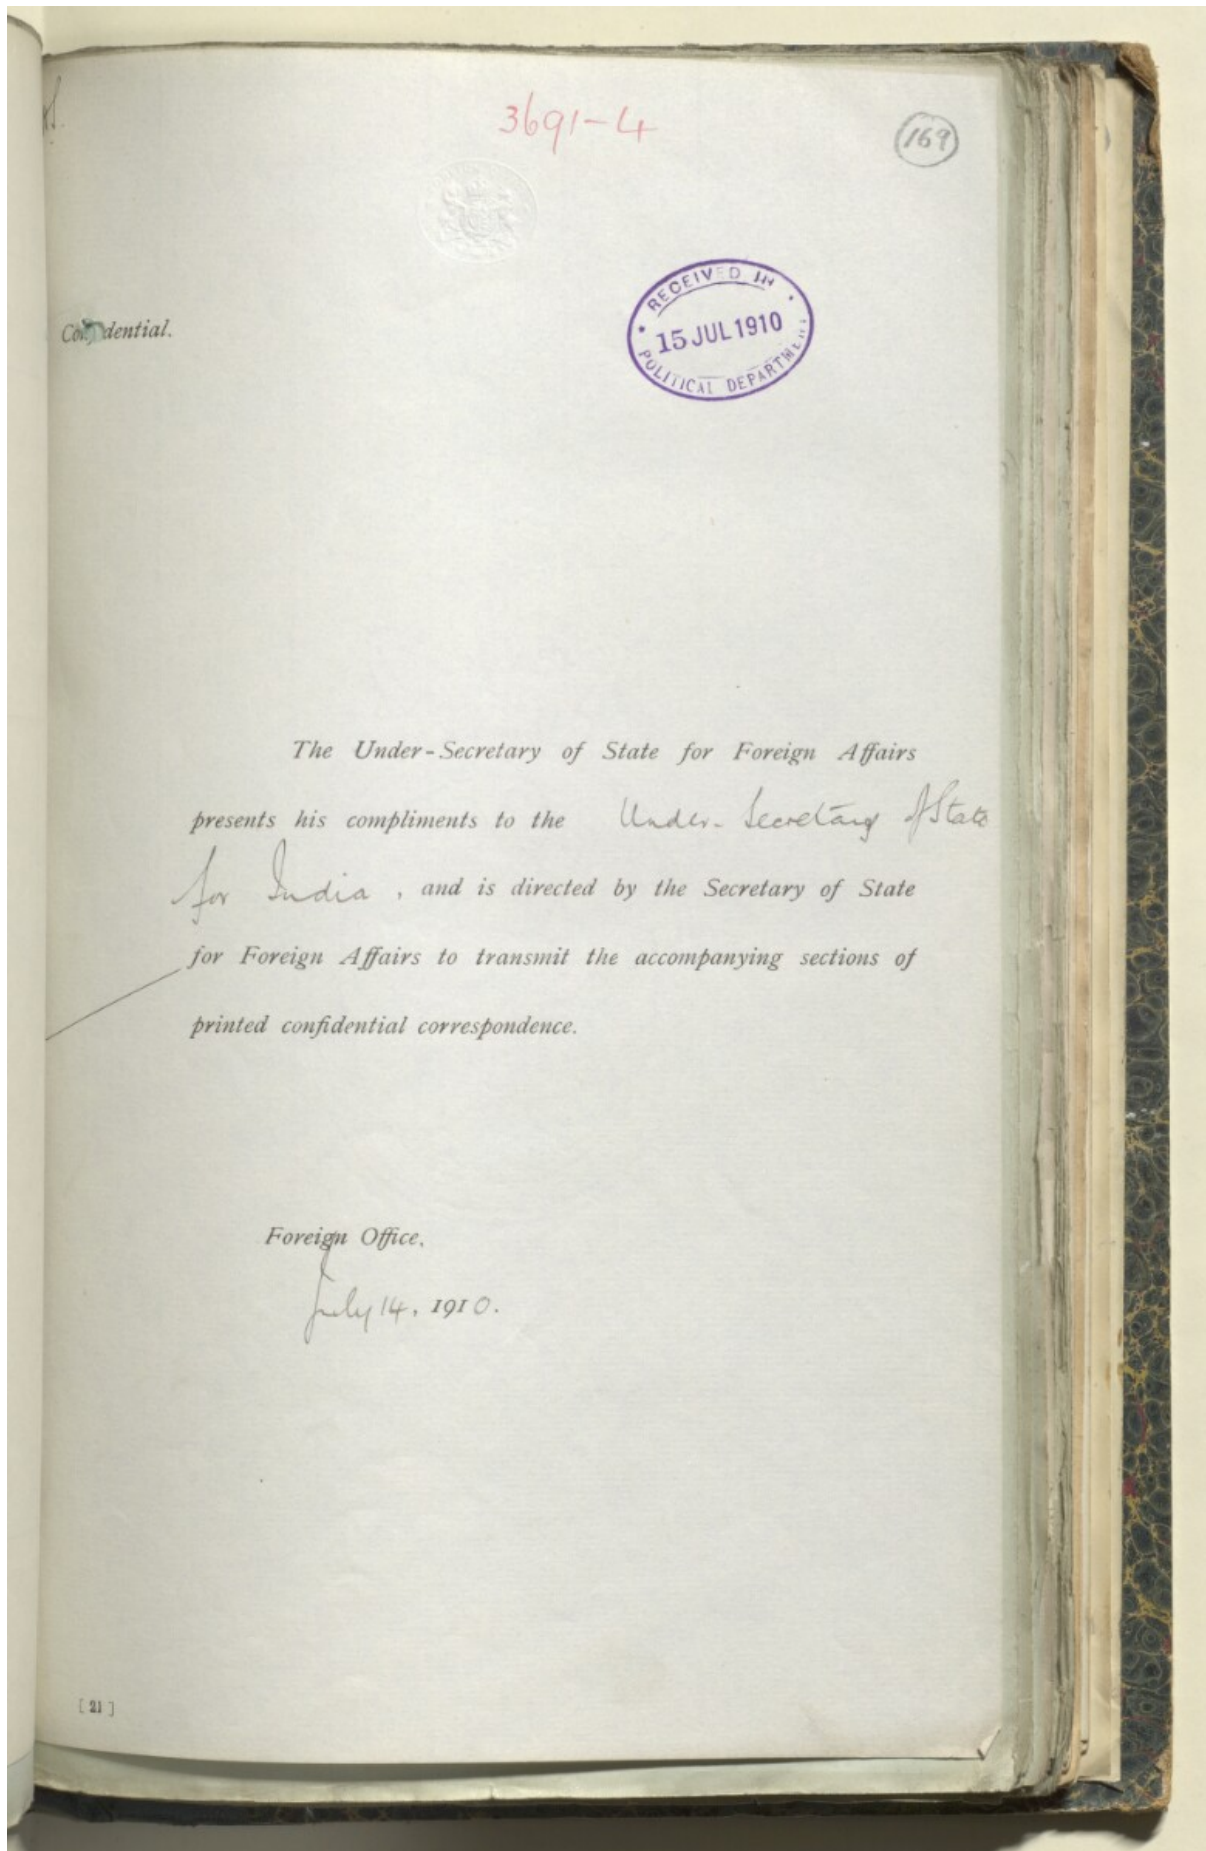 3691-4
169
RECEIVED IN
15 JUL 1910
POLITICAL DEPARTMENT
Confidential.
The Under-Secretary of State for Foreign Affairs
presents his compliments to the Under-Secretary of State
for India, and is directed by the Secretary of State
for Foreign Affairs to transmit the accompanying sections of
printed confidential correspondence.
Foreign Office,
July 14, 1910.
[21]